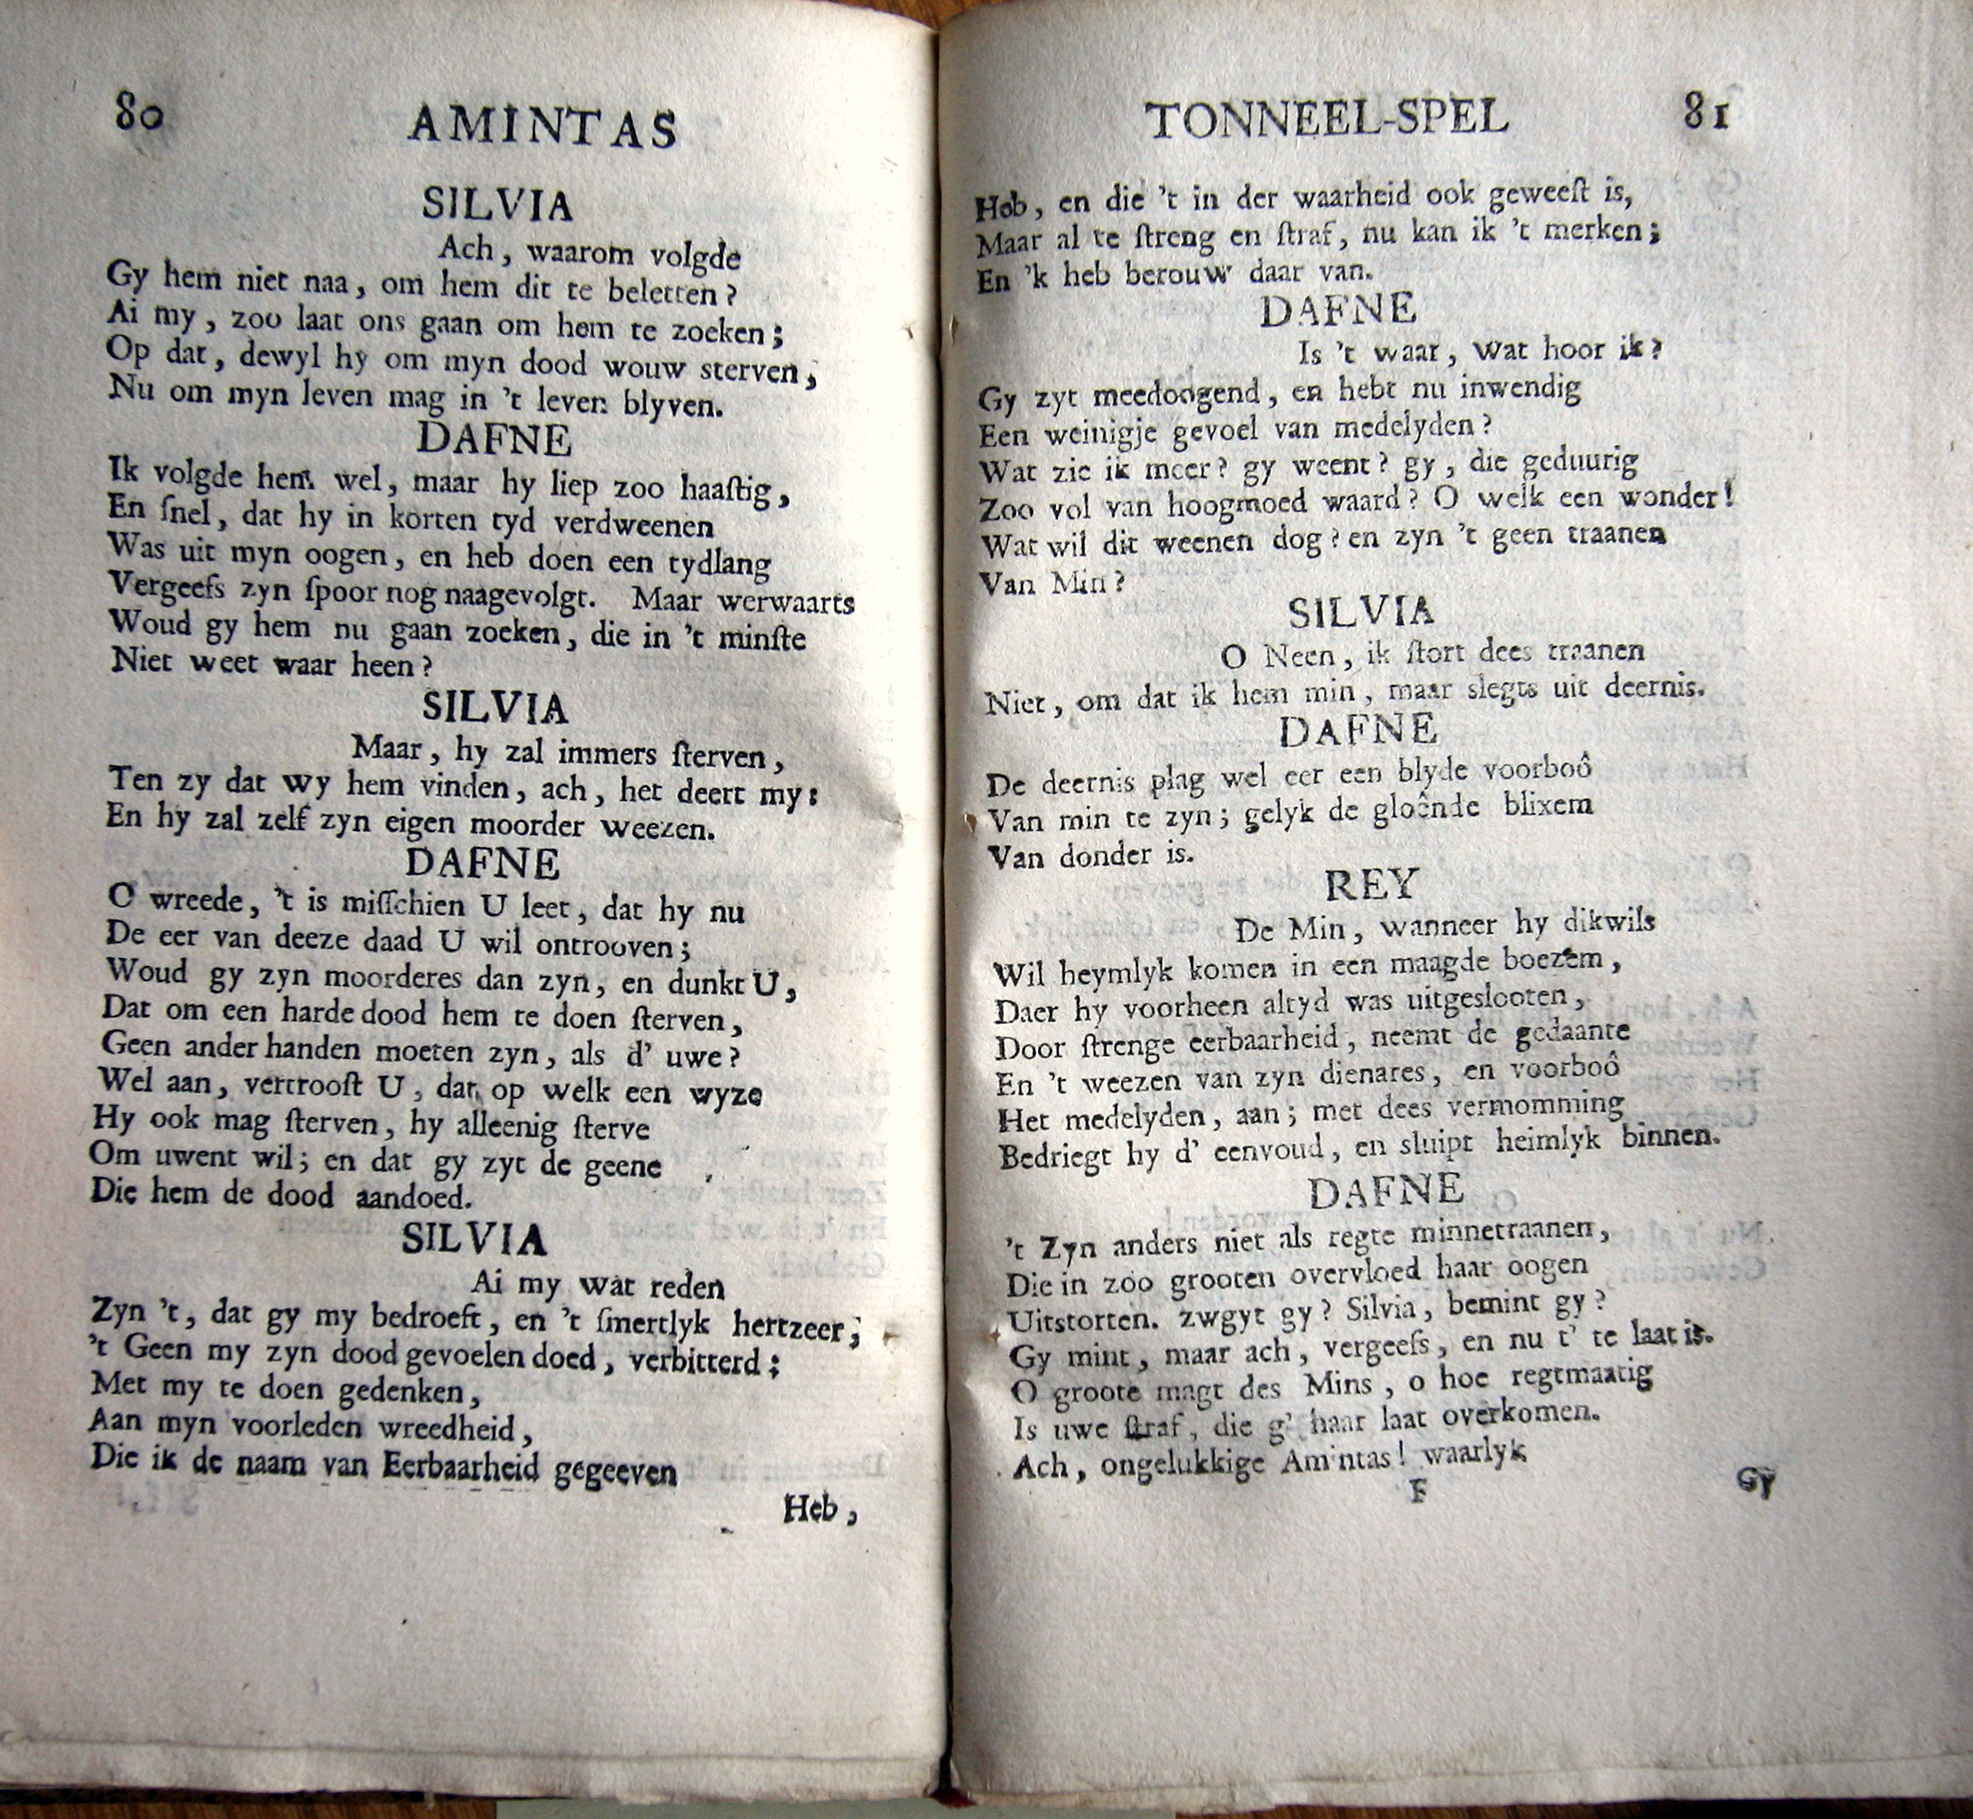 80
AMINTAS
SILVIA
Ach, waarom volgde
Gy hem niet naa, om hem dit te beletten?
Ai my, zoo laat ons gaan om hem te zoeken;
Op dat, dewyl hy om myn dood wouw sterven,
Nu om myn leven mag in 't leven blyven.
DAFNE
Ik volgde hem wel, maar hy liep zoo haaſtig,
En ſnel, dat hy in korten tyd verdweenen
Was uit myn oogen, en heb doen een tydlang
Vergeefs zyn ſpoor nog naagevolgt. Maar werwaarts
Woud gy hem nu gaan zoeken, die in 't minſte
Niet weet waar heen?
SILVIA
Maar, hy zal immers ſterven,
Ten zy dat wy hem vinden, ach, het deert my:
En hy zal zelf zyn eigen moorder weezen.
DAFNE
O wreede, 't is miſſchien U leet, dat hy nu
De eer van deeze daad U wil ontrooven;
Woud gy zyn moorderes dan zyn, en dunkt U,
Dat om een harde dood hem te doen ſterven,
Geen ander handen moeten zyn, als d' uwe?
Wel aan, vertrooſt U, dat op welk een wyze
Hy ook mag ſterven, hy alleenig ſterve
Om uwent wil; en dat gy zyt de geene
Die hem de dood aandoed.
SILVIA
Ai my wat reden
Zyn 't, dat gy my bedroeft, en 't ſmertlyk hertzeer,
't Geen my zyn dood gevoelen doed, verbitterd;
Met my te doen gedenken,
Aan myn voorleden wreedheid,
Die ik de naam van Eerbaarheid gegeeven
Heb,
TONNEEL-SPEL
81
Heb, en die 't in der waarheid ook geweeſt is,
Maar al te ſtreng en ſtraf, nu kan ik 't merken;
En 'k heb berouw daar van.
DAFNE
Is 't waar, wat hoor ik?
Gy zyt meedoogend, en hebt nu inwendig
Een weinigje gevoel van medelyden?
Wat zie ik meer? gy weent? gy, die geduurig
Zoo vol van hoogmoed waard? O welk een wonder!
Wat wil dit weenen dog? en zyn 't geen traanen
Van Min?
SILVIA
O Neen, ik ſtort dees traanen
Niet, om dat ik hem min, maar slegts uit deernis.
DAFNE
De deernis plag wel eer een blyde voorboô
Van min te zyn; gelyk de gloênde blixem
Van donder is.
REY
De Min, wanneer hy dikwils
Wil heymlyk komen in een maagde boezem,
Daer hy voorheen altyd was uitgeslooten,
Door ſtrenge eerbaarheid, neemt de gedaante
En 't weezen van zyn dienares, en voorboô
Het medelyden, aan; met dees vermomming
Bedriegt hy d' eenvoud, en sluipt heimlyk binnen.
DAFNE
't Zyn anders niet als regte minnetraanen,
Die in zoo grooten overvloed haar oogen
Uitstorten. zwgyt gy? Silvia, bemint gy?
Gy mint, maar ach, vergeefs, en nu t' te laat is.
O groote magt des Mins, o hoe regtmaatig
Is uwe ſtraf, die g' haar laat overkomen.
Ach, ongelukkige Amintas! waarlyk
F
Gy